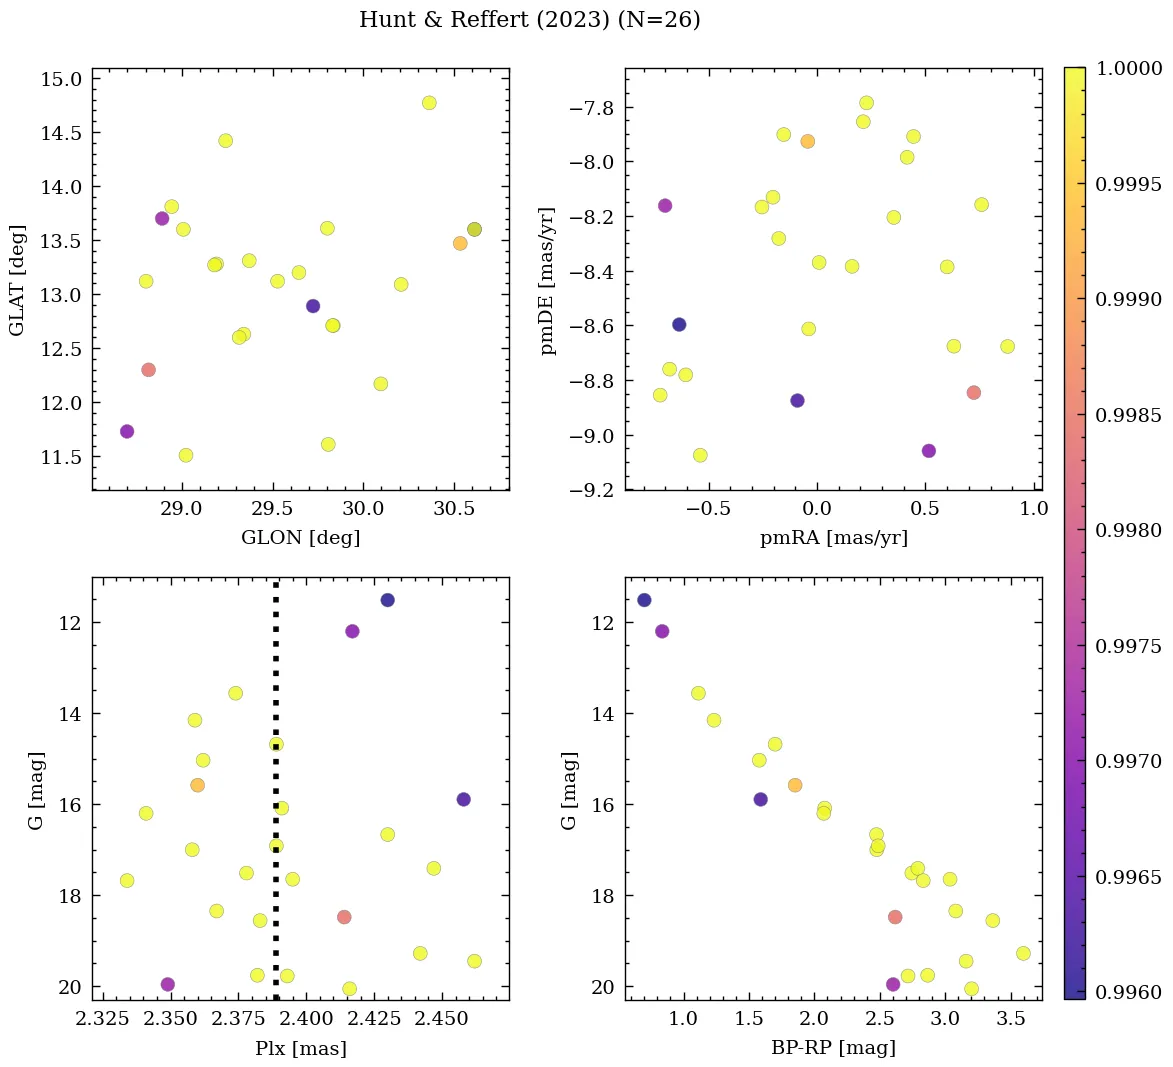 Hunt & Reffert (2023) (N=26)
15.0
14.5
14.0
13.5
13.0
12.5
12.0
11.5
GLAT [deg]
29.0 29.5 30.0 30.5
GLON [deg]
−7.8
−8.0
−8.2
−8.4
−8.6
−8.8
−9.0
−9.2
pmDE [mas/yr]
−0.5 0.0 0.5 1.0
pmRA [mas/yr]
12
14
16
18
20
G [mag]
2.325 2.350 2.375 2.400 2.425 2.450
Plx [mas]
12
14
16
18
20
G [mag]
1.0 1.5 2.0 2.5 3.0 3.5
BP-RP [mag]
1.0000
0.9995
0.9990
0.9985
0.9980
0.9975
0.9970
0.9965
0.9960